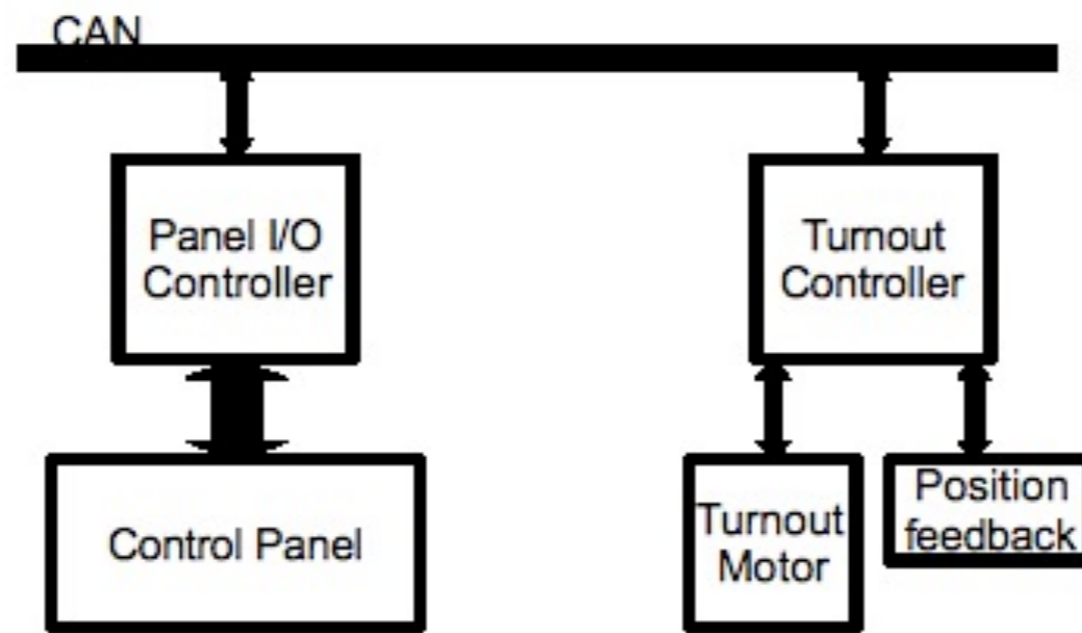 CAN
Panel I/O
Controller
Turnout
Controller
Control Panel
Turnout
Motor
Position
feedback